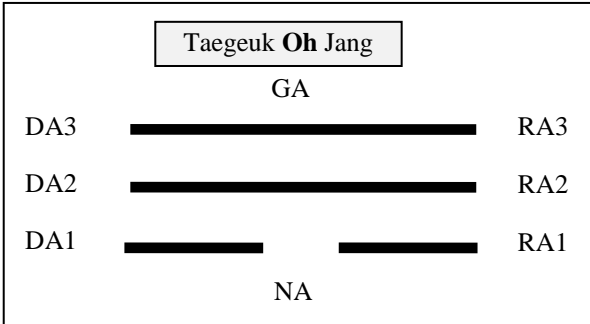 Taegeuk Oh Jang
GA
DA3 RA3
DA2 RA2
DA1 RA1
NA